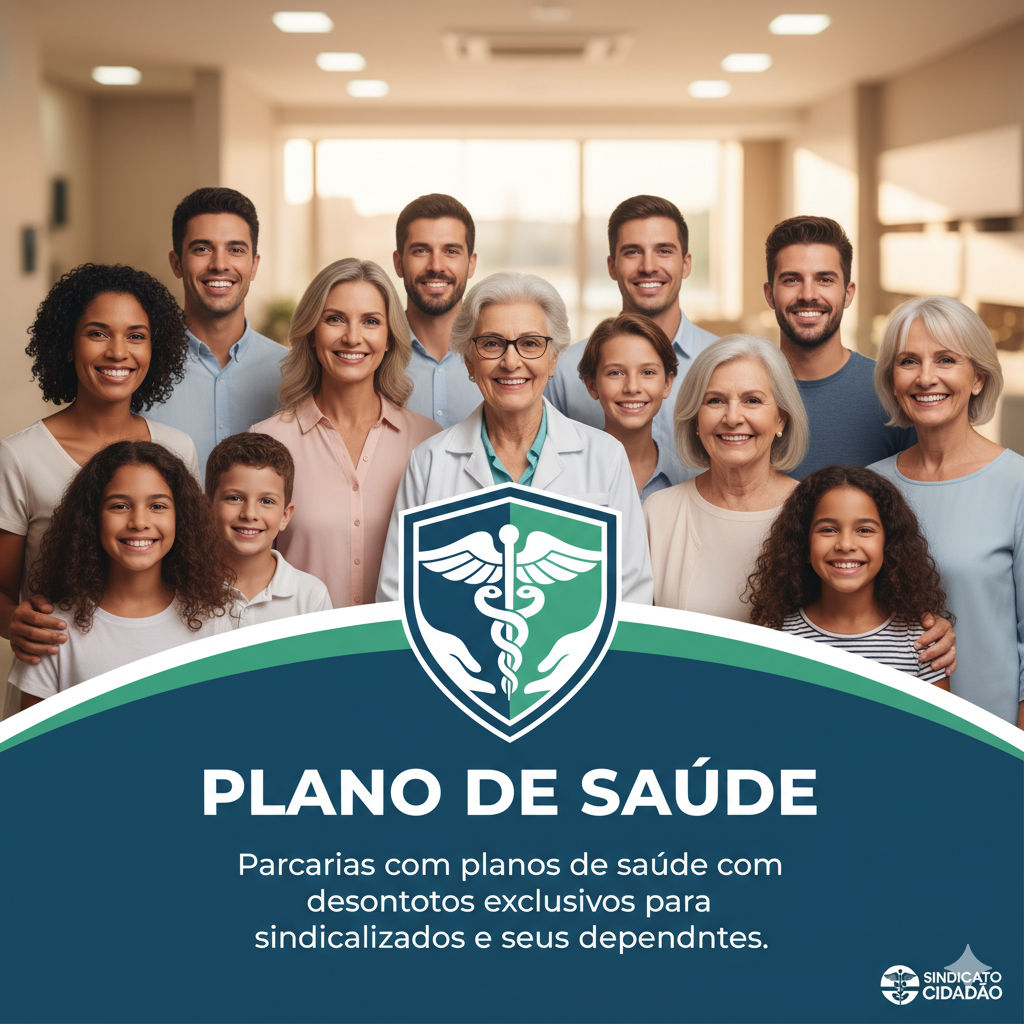 PLANO DE SAÚDE
Parcarias com planos de saúde com
desontotos exclusivos para
sindicalizados e seus dependntes.
SINDICATO
CIDADÃO